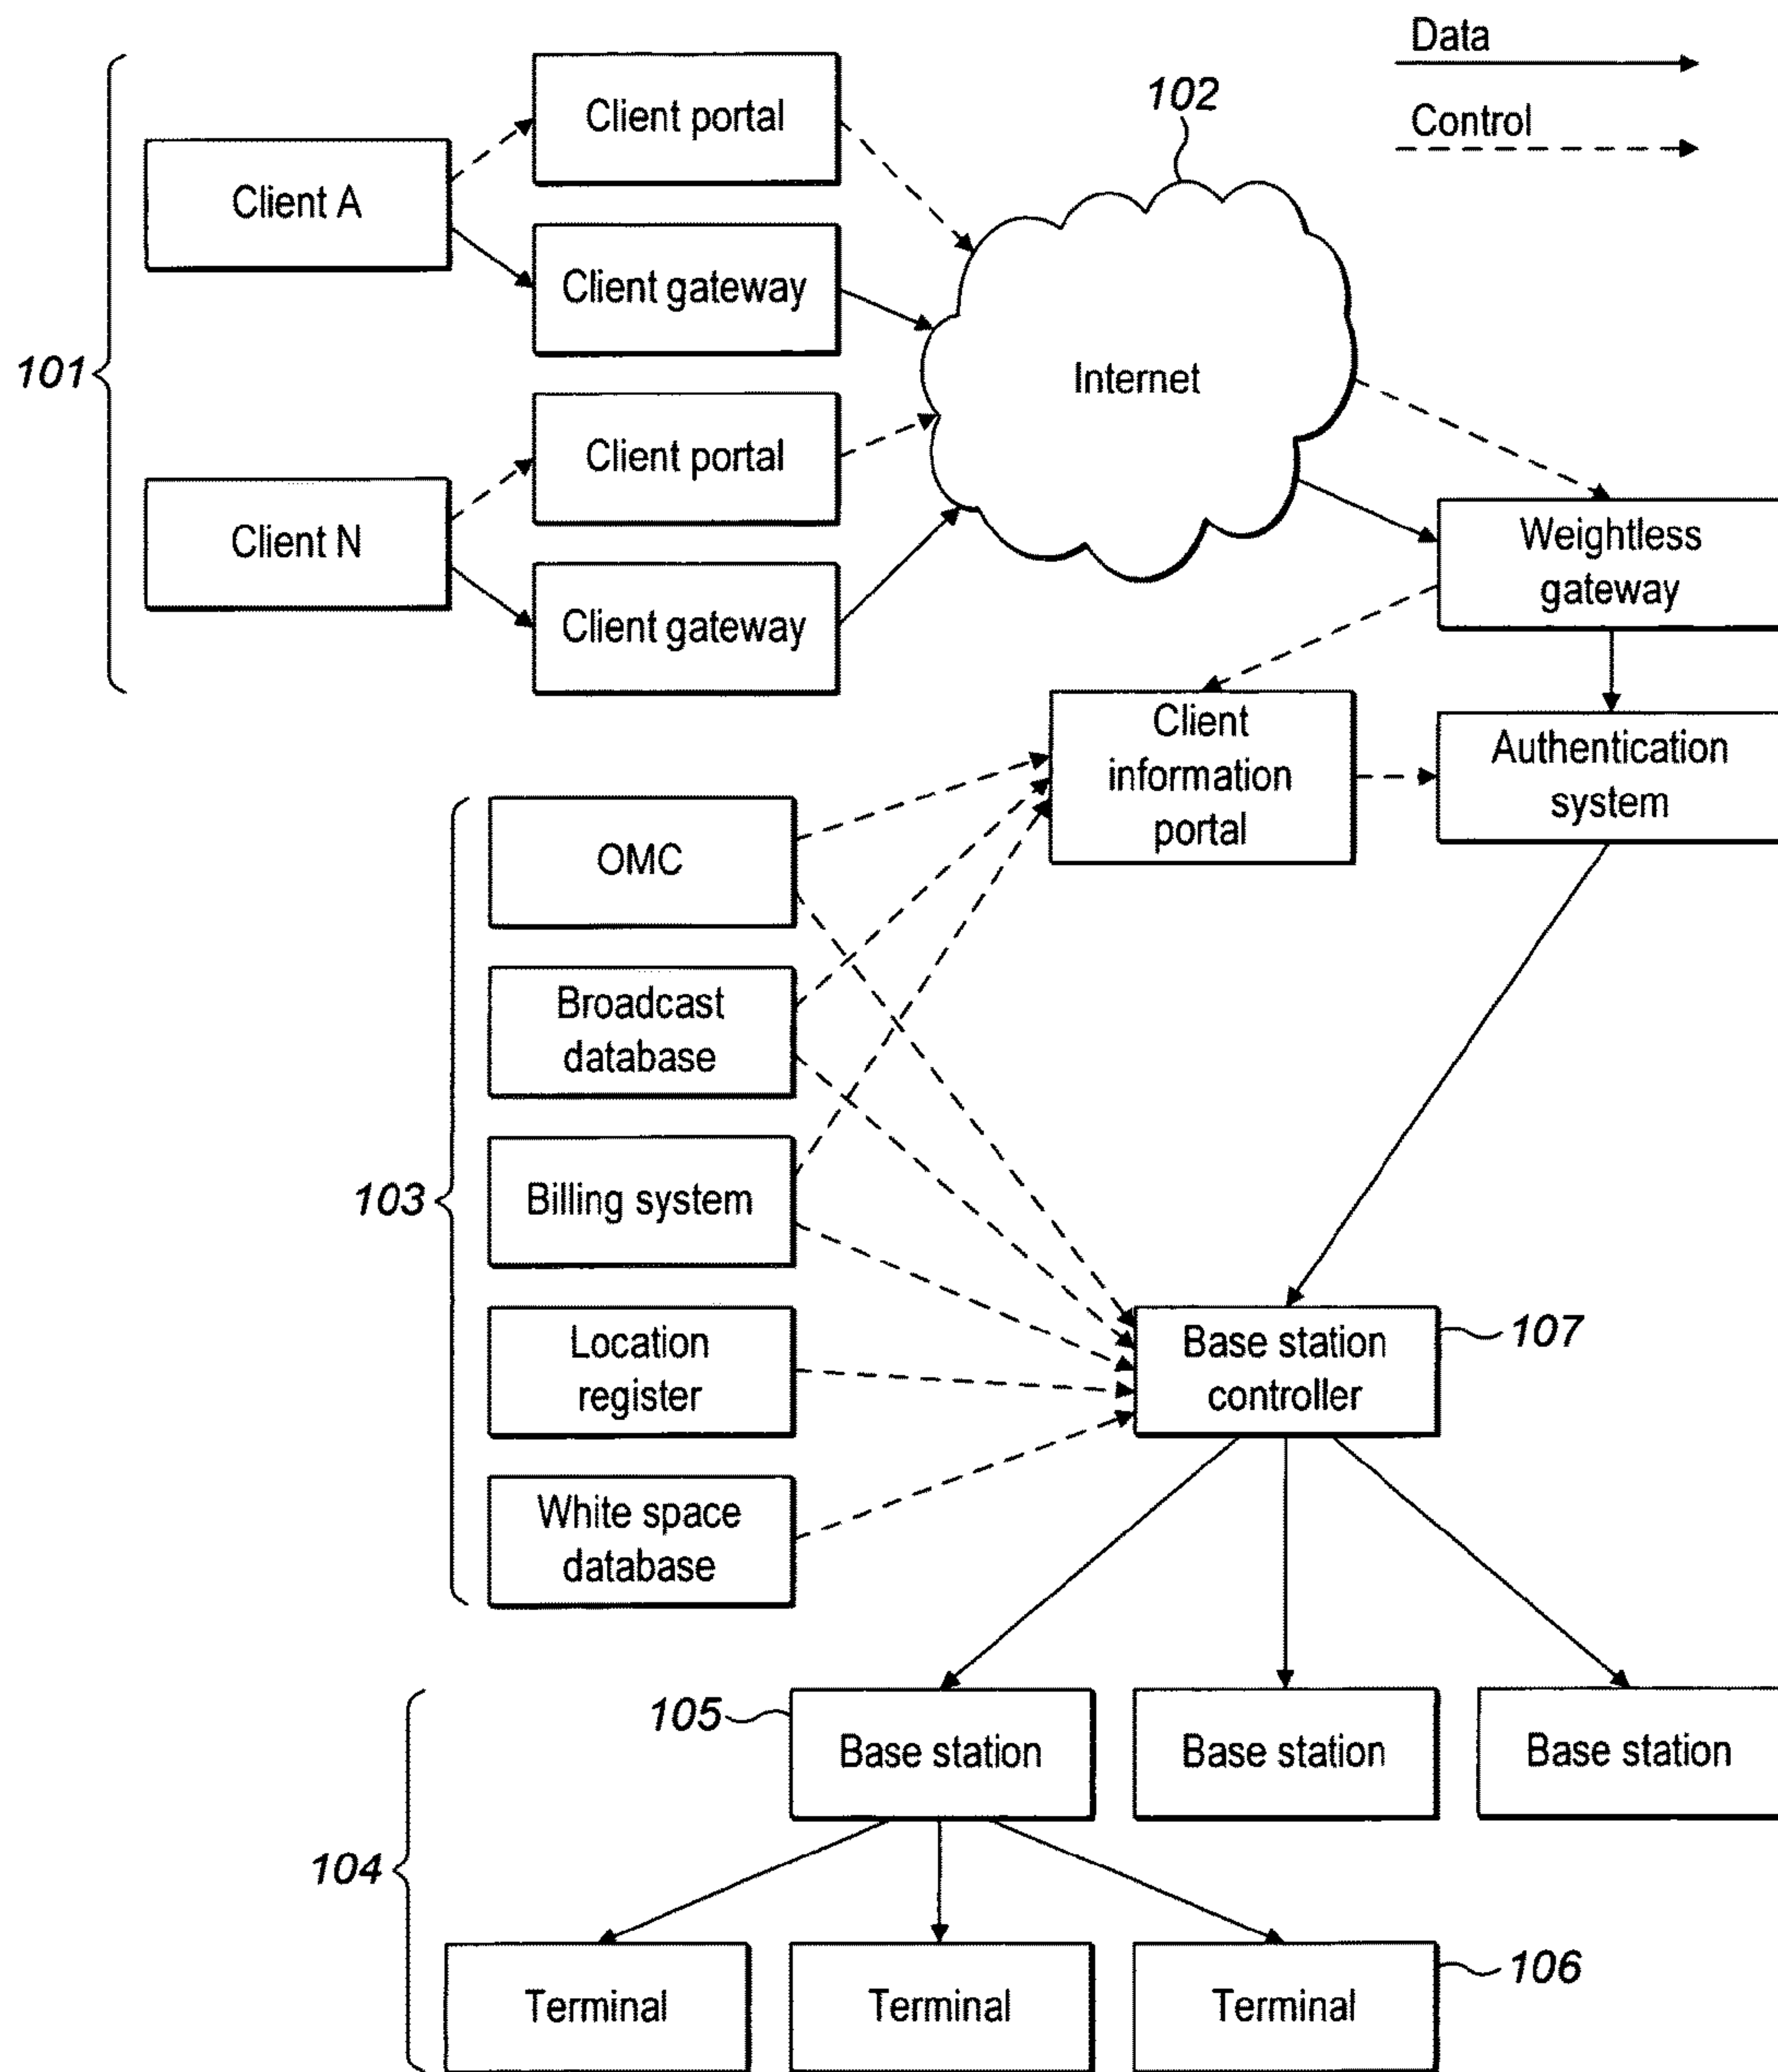 Data
Control
102
Client portal
Client A
Client gateway
101
Internet
Client portal
Client N
Client gateway
Weightless
gateway
Client
information
portal
Authentication
system
OMC
Broadcast
database
103
Billing system
Location
register
White space
database
Base station
controller
107
105
Base station
Base station
Base station
104
Terminal
Terminal
Terminal
106